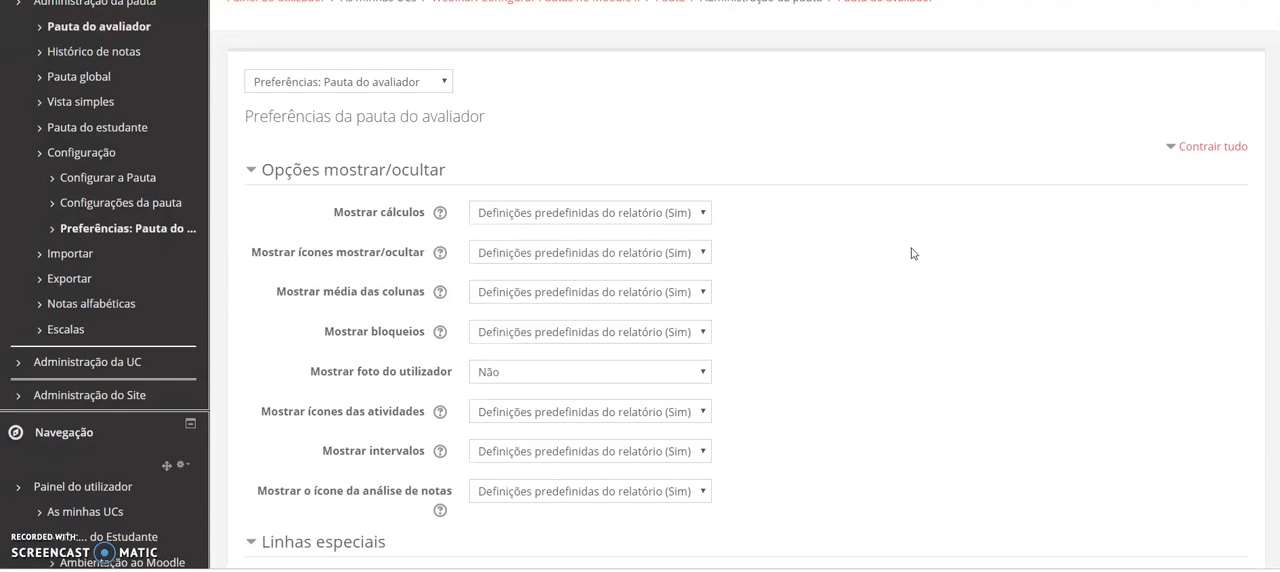 Administração da pauta
Pauta do avaliador
Histórico de notas
Pauta global
Vista simples
Pauta do estudante
Configuração
Configurar a Pauta
Configurações da pauta
Preferências: Pauta do ...
Importar
Exportar
Notas alfabéticas
Escalas
Administração da UC
Administração do Site
Navegação
Painel do utilizador
As minhas UCs
... do Estudante
Ambientação ao Moodle
RECORDED WITH
SCREENCAST MATIC
Preferências: Pauta do avaliador
Preferências da pauta do avaliador
Contrair tudo
Opções mostrar/ocultar
Mostrar cálculos Definições predefinidas do relatório (Sim)
Mostrar ícones mostrar/ocultar Definições predefinidas do relatório (Sim)
Mostrar média das colunas Definições predefinidas do relatório (Sim)
Mostrar bloqueios Definições predefinidas do relatório (Sim)
Mostrar foto do utilizador Não
Mostrar ícones das atividades Definições predefinidas do relatório (Sim)
Mostrar intervalos Definições predefinidas do relatório (Sim)
Mostrar o ícone da análise de notas Definições predefinidas do relatório (Sim)
Linhas especiais